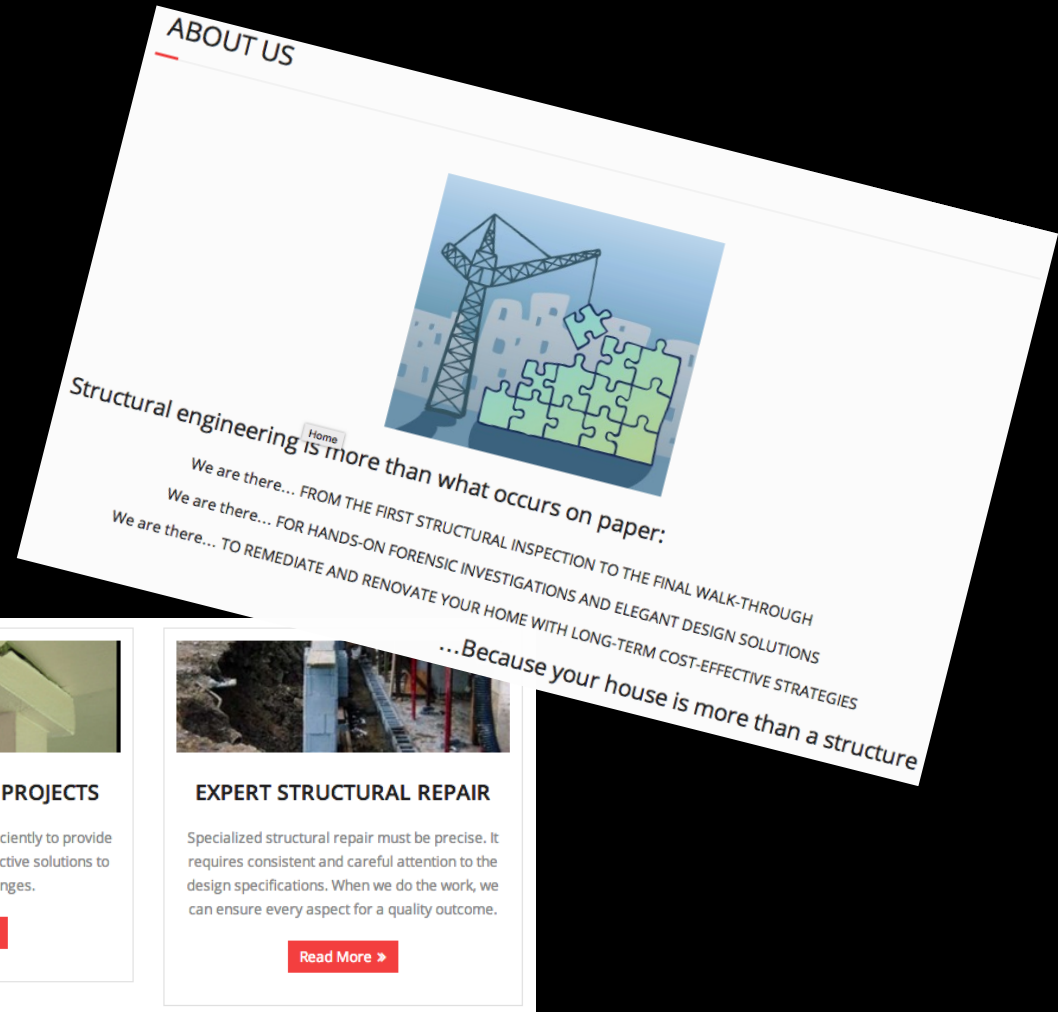 ABOUT US
Structural engineering is more than what occurs on paper:
Home
We are there... FROM THE FIRST STRUCTURAL INSPECTION TO THE FINAL WALK-THROUGH
We are there... FOR HANDS-ON FORENSIC INVESTIGATIONS AND ELEGANT DESIGN SOLUTIONS
We are there... TO REMEDIATE AND RENOVATE YOUR HOME WITH LONG-TERM COST-EFFECTIVE STRATEGIES
...Because your house is more than a structure
PROJECTS
ciently to provide
ctive solutions to
nges.
EXPERT STRUCTURAL REPAIR
Specialized structural repair must be precise. It
requires consistent and careful attention to the
design specifications. When we do the work, we
can ensure every aspect for a quality outcome.
Read More »